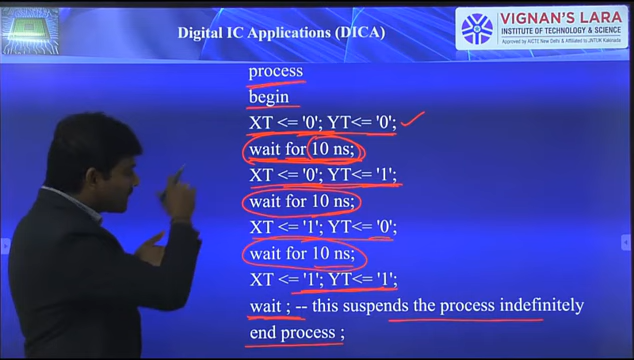 Digital IC Applications (DICA)
VIGNAN'S LARA
INSTITUTE OF TECHNOLOGY & SCIENCE
Approved by AICTE, New Delhi & Affiliated to JNTUK Kakinada
process
begin
XT <= '0'; YT<= '0';
wait for 10 ns;
XT <= '0'; YT<= '1';
wait for 10 ns;
XT <= '1'; YT<= '0';
wait for 10 ns;
XT <= '1'; YT<= '1';
wait ; -- this suspends the process indefinitely
end process ;